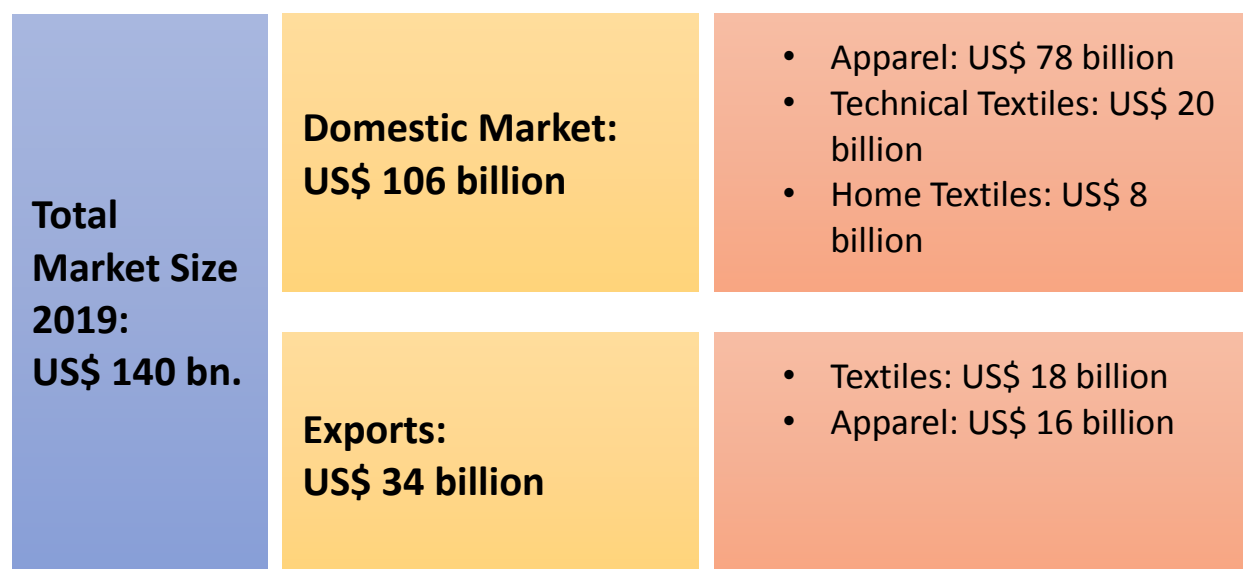 Total
Market Size
2019:
US$ 140 bn.
Domestic Market:
US$ 106 billion
• Apparel: US$ 78 billion
• Technical Textiles: US$ 20
billion
• Home Textiles: US$ 8
billion
Exports:
US$ 34 billion
• Textiles: US$ 18 billion
• Apparel: US$ 16 billion